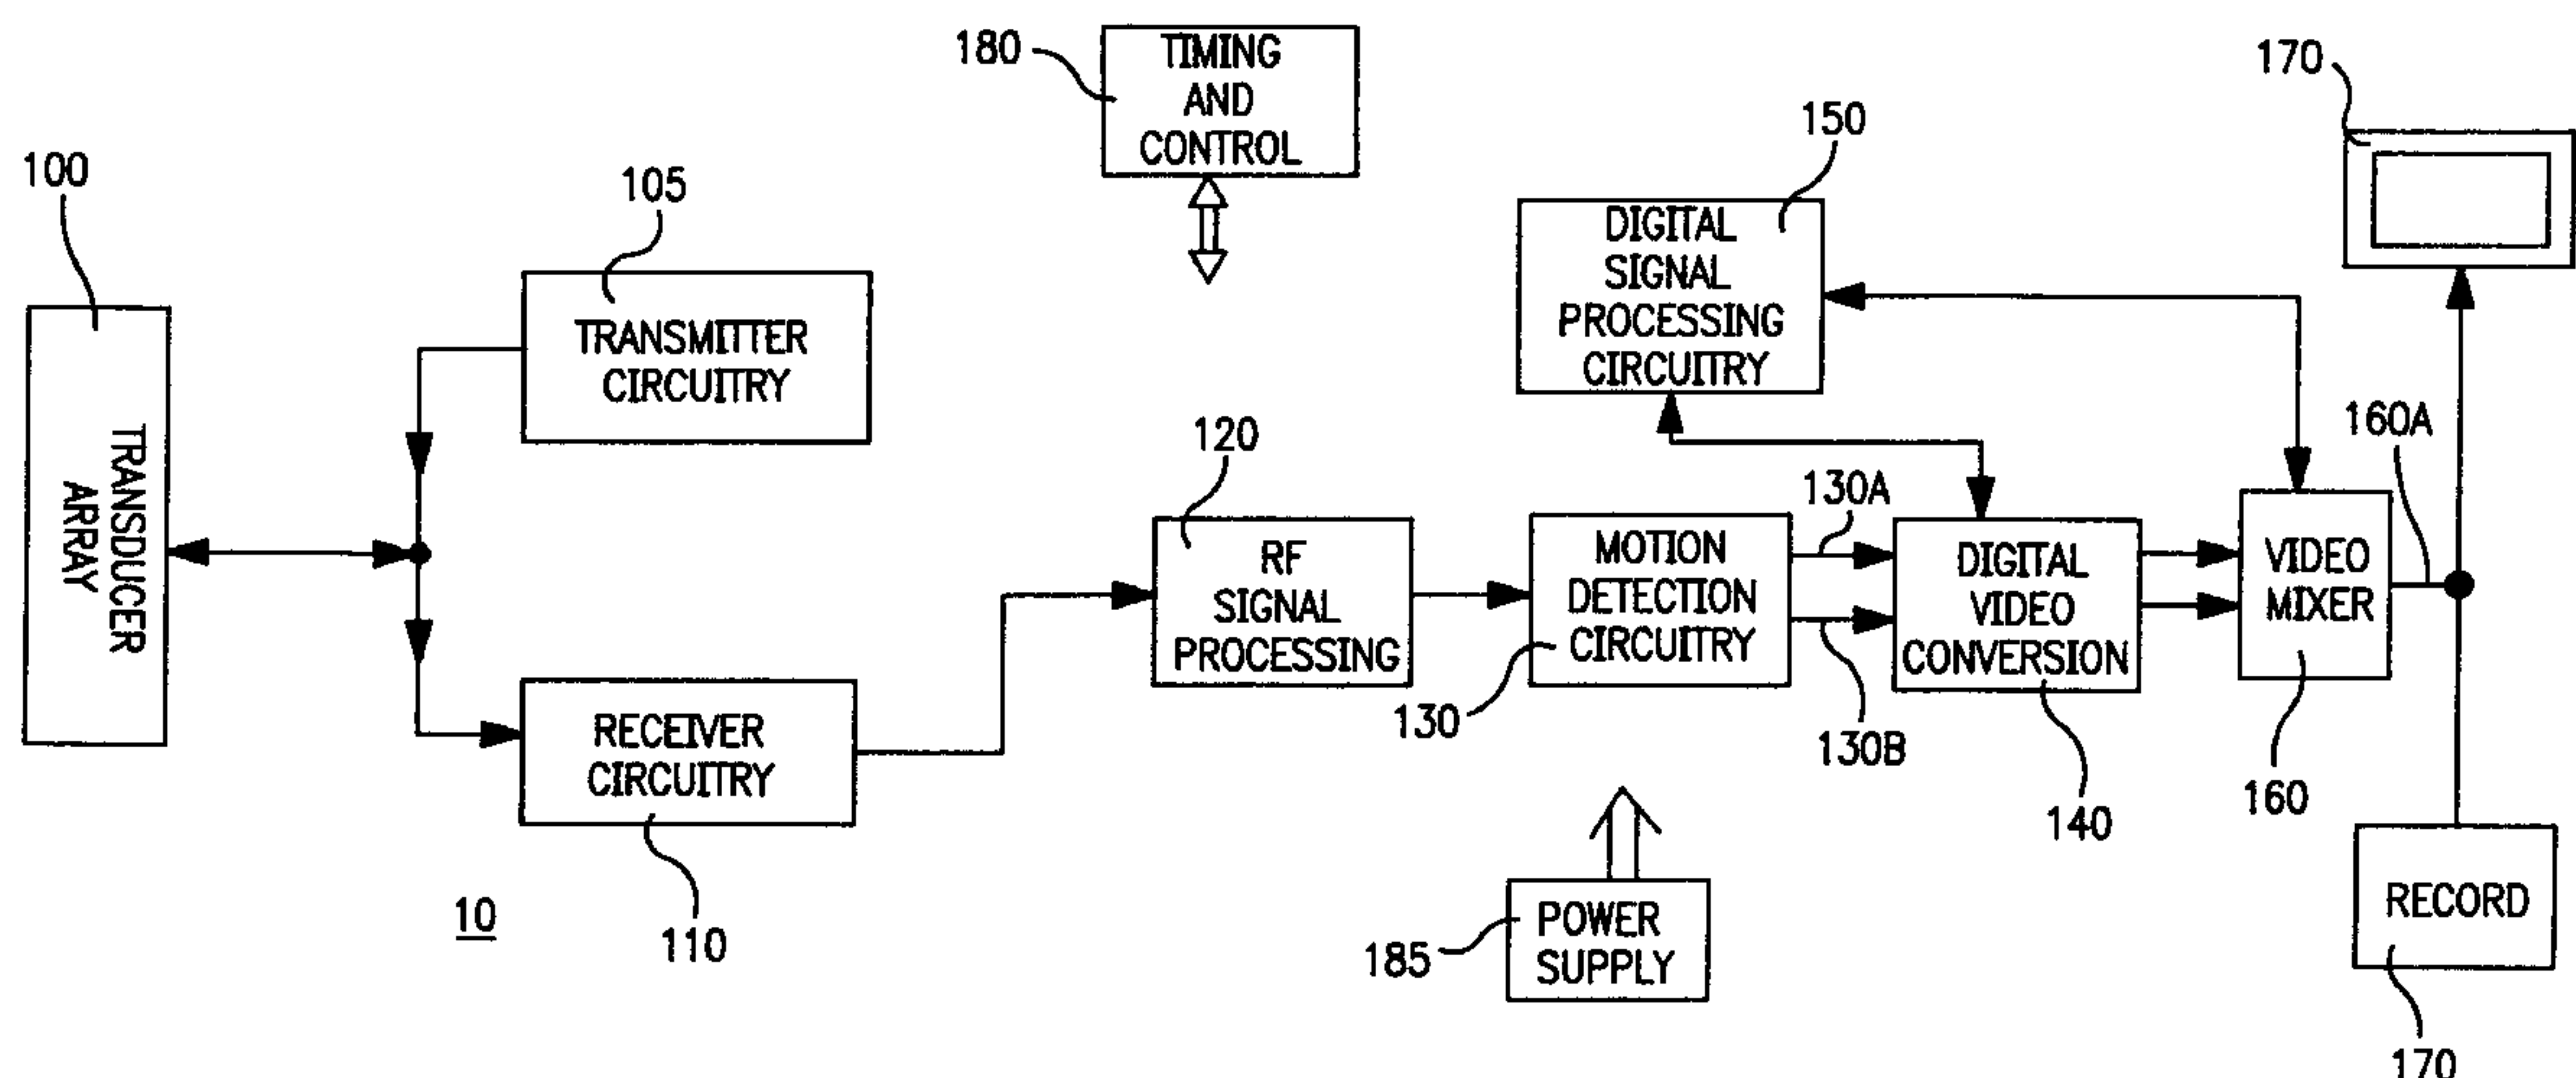 180
TIMING
AND
CONTROL
170
150
100
105
DIGITAL
SIGNAL
PROCESSING
CIRCUITRY
TRANSMITTER
CIRCUITRY
TRANSDUCER
ARRAY
120
160A
130A
RF
SIGNAL
PROCESSING
MOTION
DETECTION
CIRCUITRY
DIGITAL
VIDEO
CONVERSION
VIDEO
MIXER
130
130B
140
160
RECEIVER
CIRCUITRY
110
10
185
POWER
SUPPLY
RECORD
170